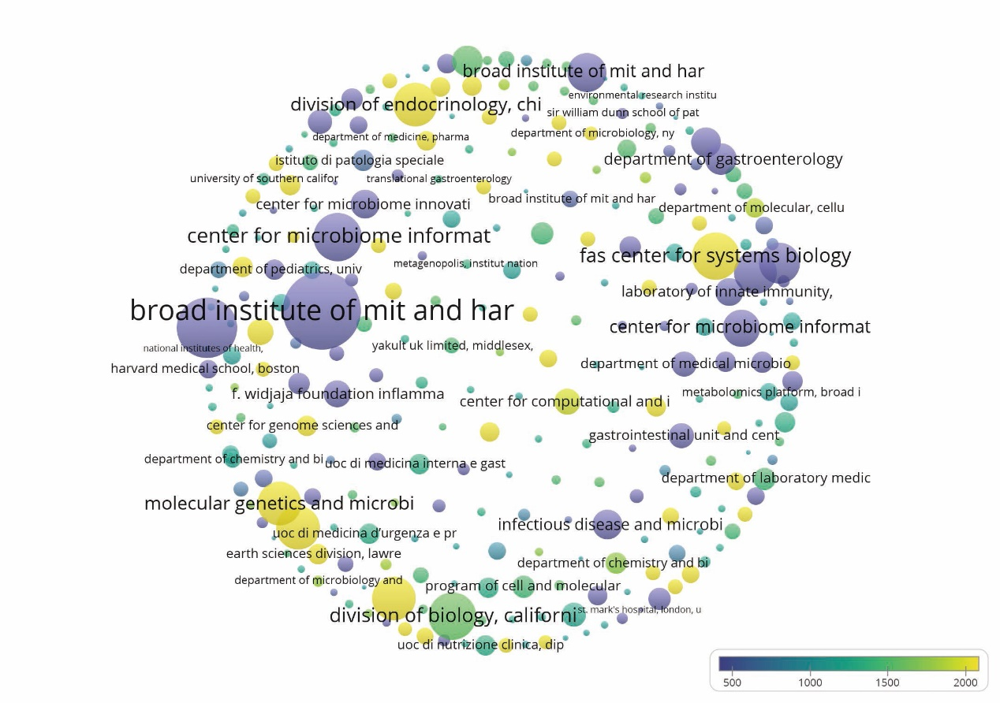 broad institute of mit and har
environmental research institu
division of endocrinology, chi
sir william dunn school of pat
department of medicine, pharma
department of microbiology, ny
istituto di patologia speciale
department of gastroenterology
university of southern califor
translational gastroenterology
broad institute of mit and har
center for microbiome innovati
department of molecular, cellu
center for microbiome informat
fas center for systems biology
metagenopolis, institut nation
department of pediatrics, univ
laboratory of innate immunity,
broad institute of mit and har
center for microbiome informat
national institutes of health,
yakult uk limited, middlesex,
harvard medical school, boston
department of medical microbio
f. widjaja foundation inflamma
metabolomics platform, broad i
center for computational and i
center for genome sciences and
gastrointestinal unit and cent
department of chemistry and bi
uoc di medicina interna e gast
department of laboratory medic
molecular genetics and microbi
infectious disease and microbi
uoc di medicina d'urgenza e pr
earth sciences division, lawre
department of chemistry and bi
department of microbiology and
program of cell and molecular
division of biology, californi
st. mark's hospital, london, u
uoc di nutrizione clinica, dip
500 1000 1500 2000